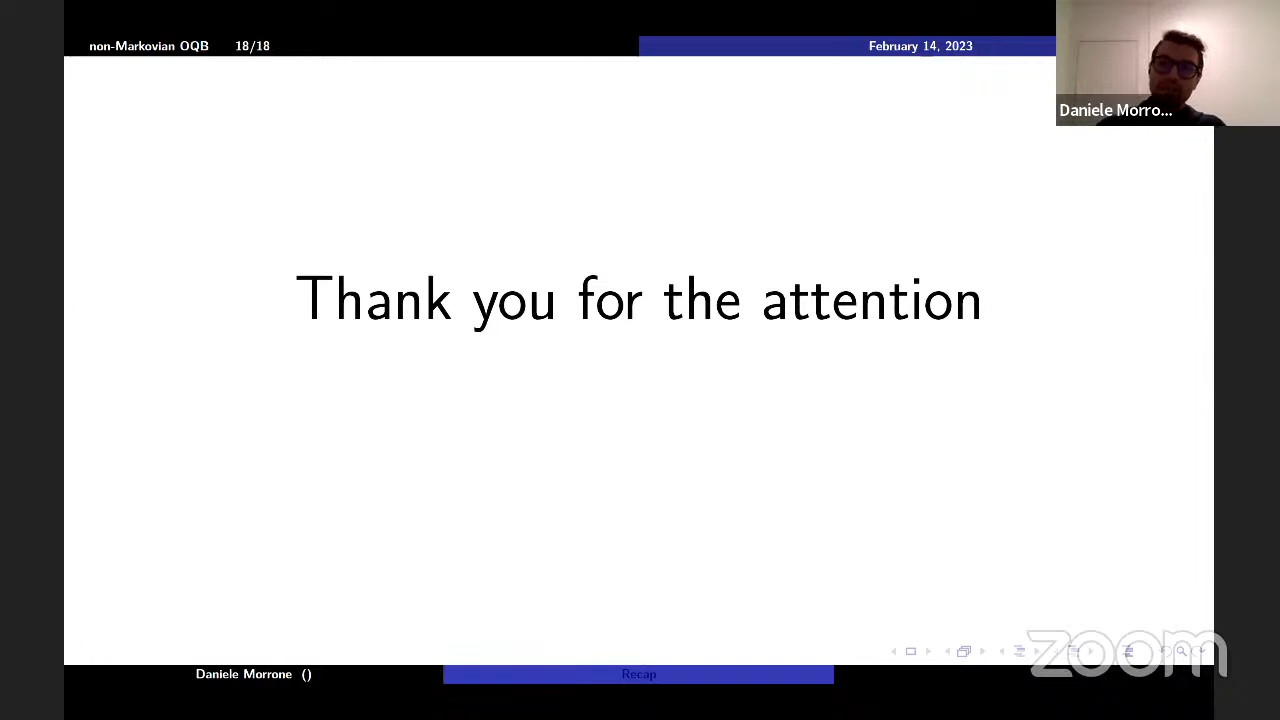 non-Markovian OQB 18/18
February 14, 2023
Daniele Morro...
Thank you for the attention
zoom
Daniele Morrone ()
Recap